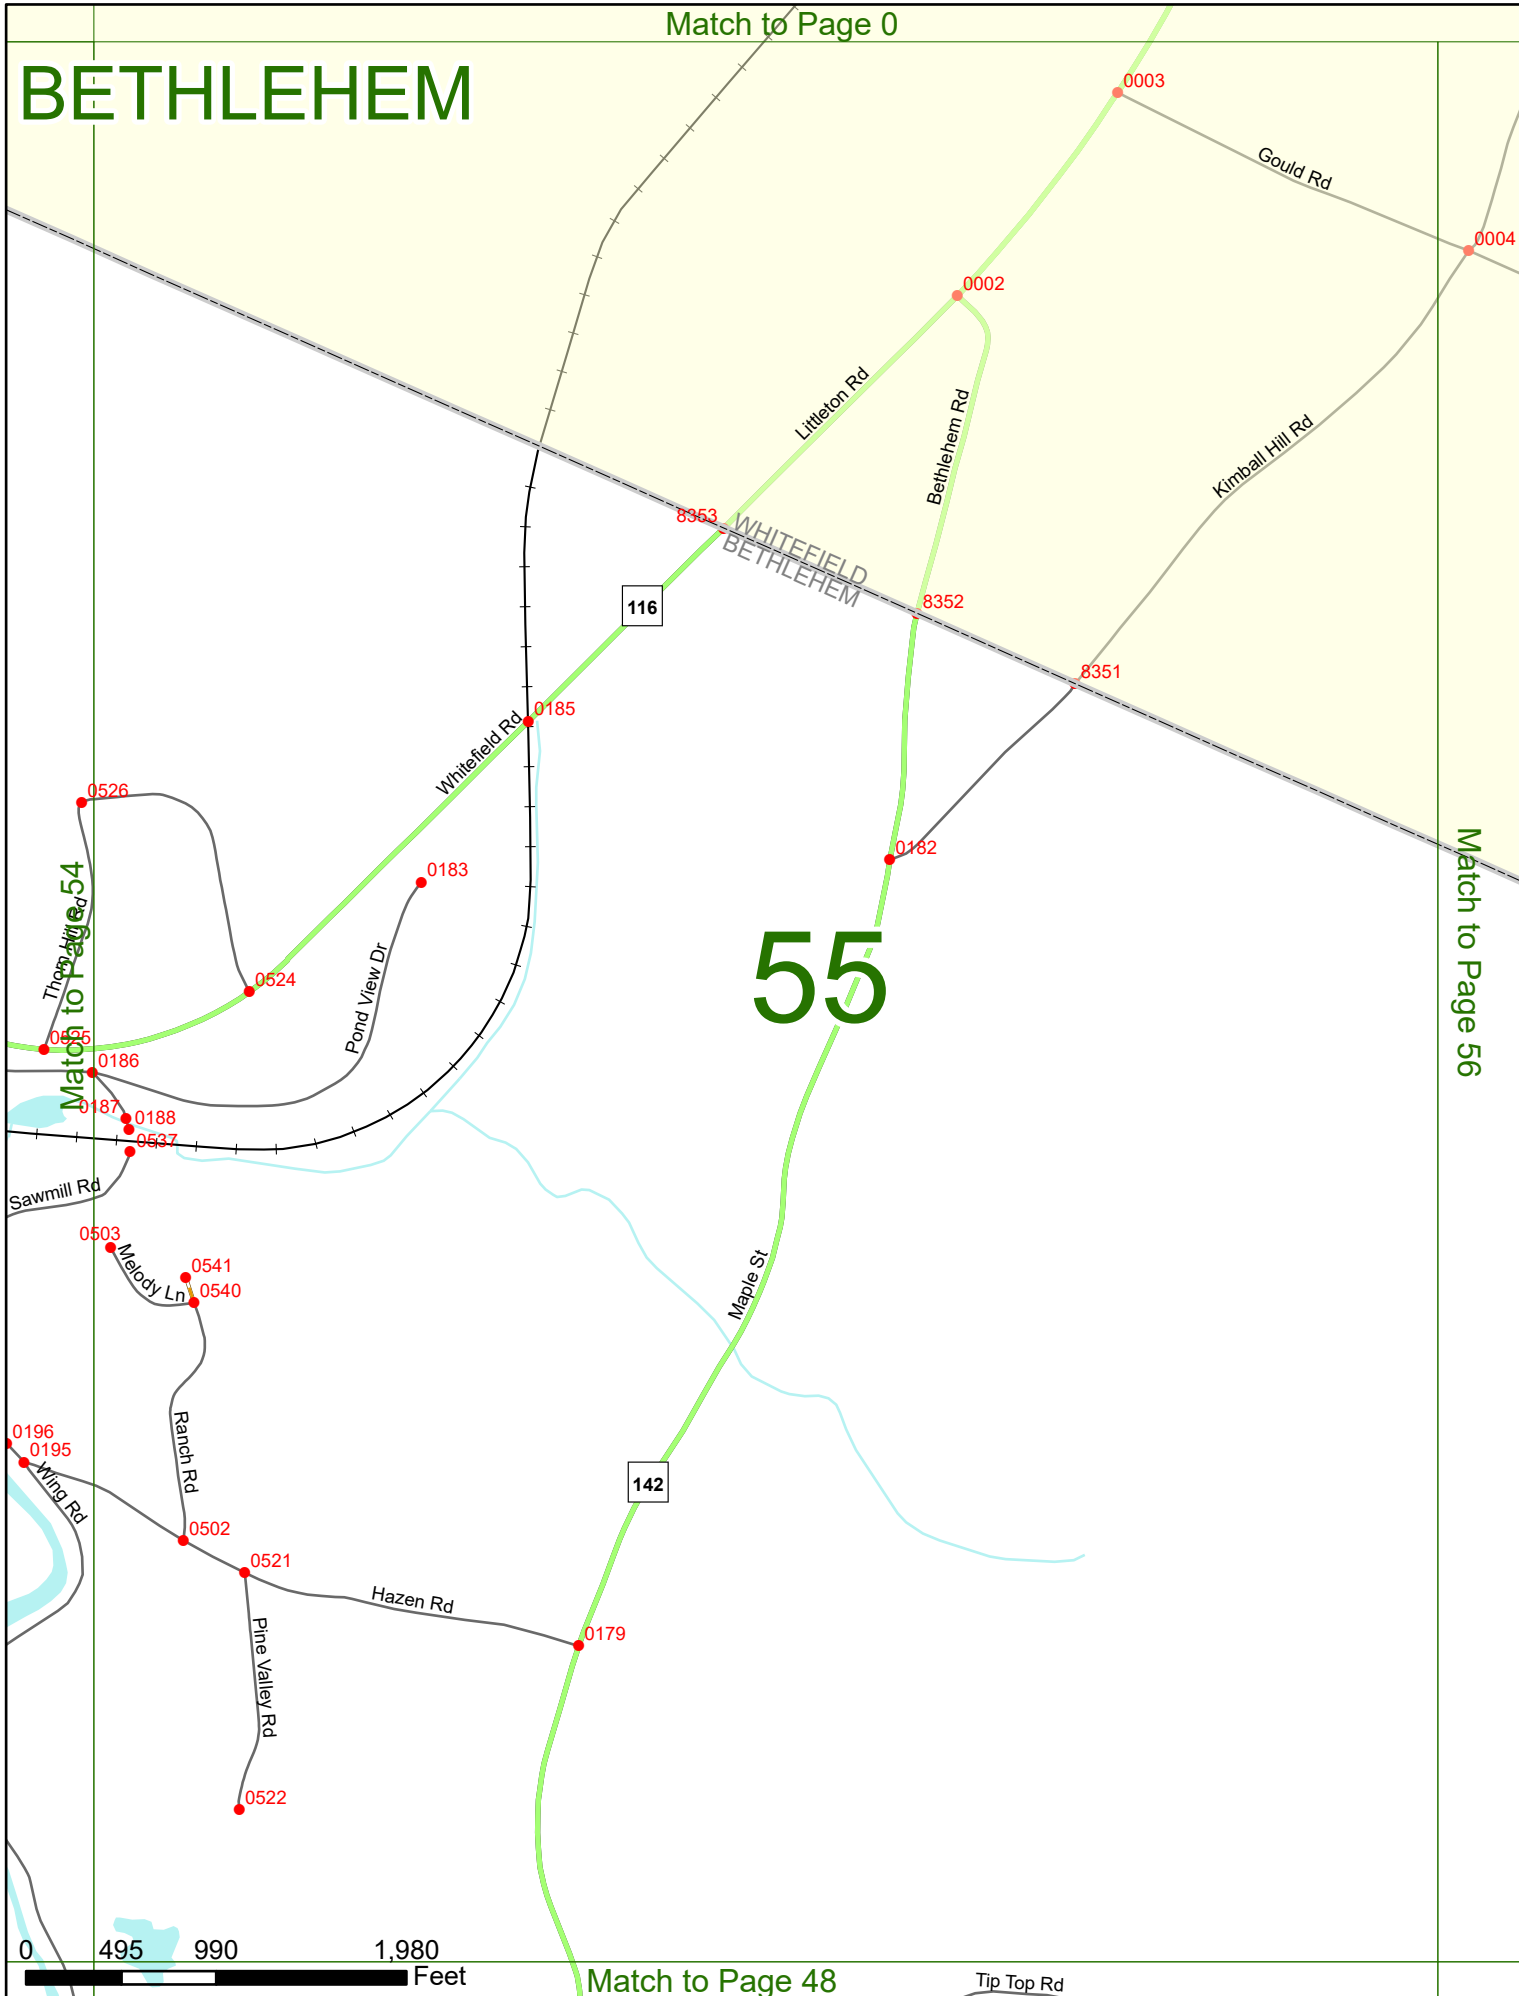 Match to Page 0
BETHLEHEM
0003
Gould Rd
0004
0002
Littleton Rd
Bethlehem Rd
Kimball Hill Rd
8353
WHITEFIELD
BETHLEHEM
116
8352
8351
0185
Whitefield Rd
0526
0182
0183
Match to Page 54
Thom Hill Rd
Match to Page 56
55
0524
Pond View Dr
0525
0186
0187
0188
0537
Sawmill Rd
0503
Melody Ln
0541
0540
Maple St
Ranch Rd
0196
0195
Wing Rd
142
0502
0521
Hazen Rd
0179
Pine Valley Rd
0522
0 495 990 1,980
Feet
Match to Page 48
Tip Top Rd